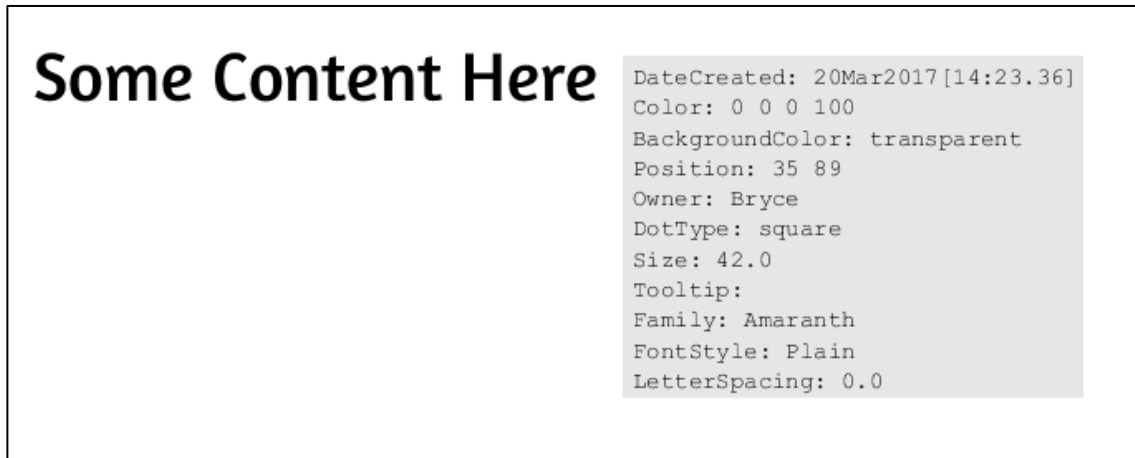 Some Content Here
DateCreated: 20Mar2017[14:23.36]
Color: 0 0 0 100
BackgroundColor: transparent
Position: 35 89
Owner: Bryce
DotType: square
Size: 42.0
Tooltip:
Family: Amaranth
FontStyle: Plain
LetterSpacing: 0.0